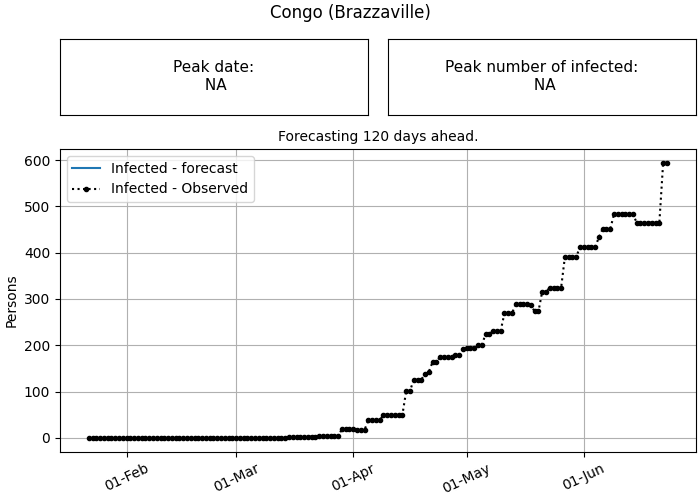 Congo (Brazzaville)
Peak date:
NA
Peak number of infected:
NA
Forecasting 120 days ahead.
Infected - forecast
Infected - Observed
Persons
600
500
400
300
200
100
0
01-Feb
01-Mar
01-Apr
01-May
01-Jun